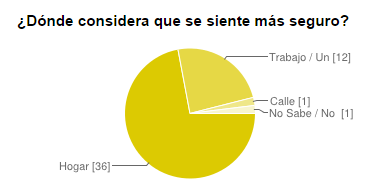 ¿Dónde considera que se siente más seguro?
Trabajo / Un [12]
Calle [1]
No Sabe / No [1]
Hogar [36]